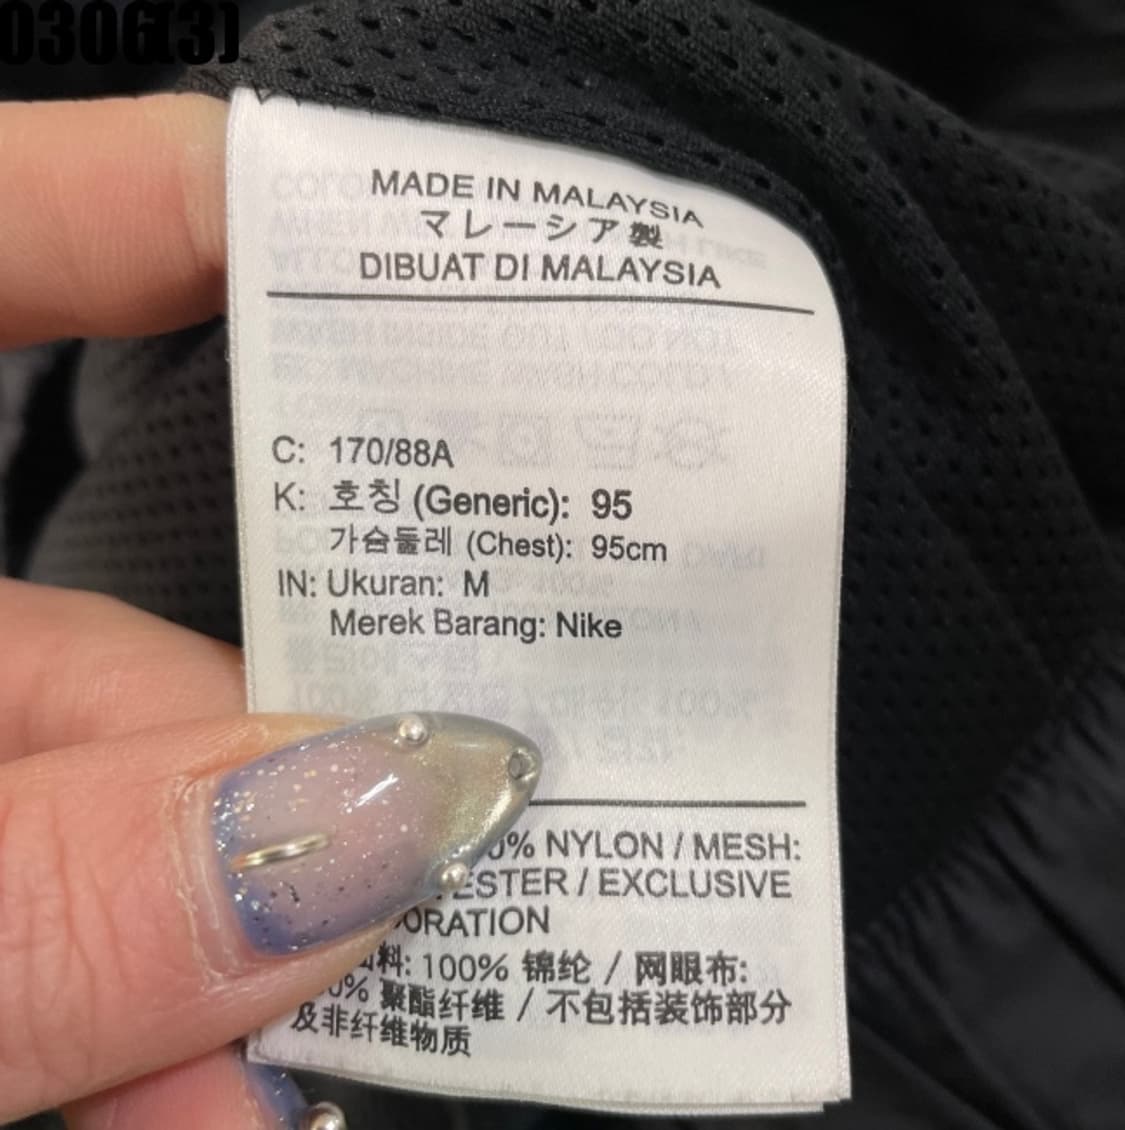 0306(3)
MADE IN MALAYSIA
マレーシア製
DIBUAT DI MALAYSIA
C: 170/88A
K: 호칭 (Generic): 95
가슴둘레 (Chest): 95cm
IN: Ukuran: M
Merek Barang: Nike
0% NYLON / MESH:
ESTER / EXCLUSIVE
ORATION
料: 100% 锦纶 / 网眼布:
0% 聚酯纤维 / 不包括装饰部分
及非纤维物质